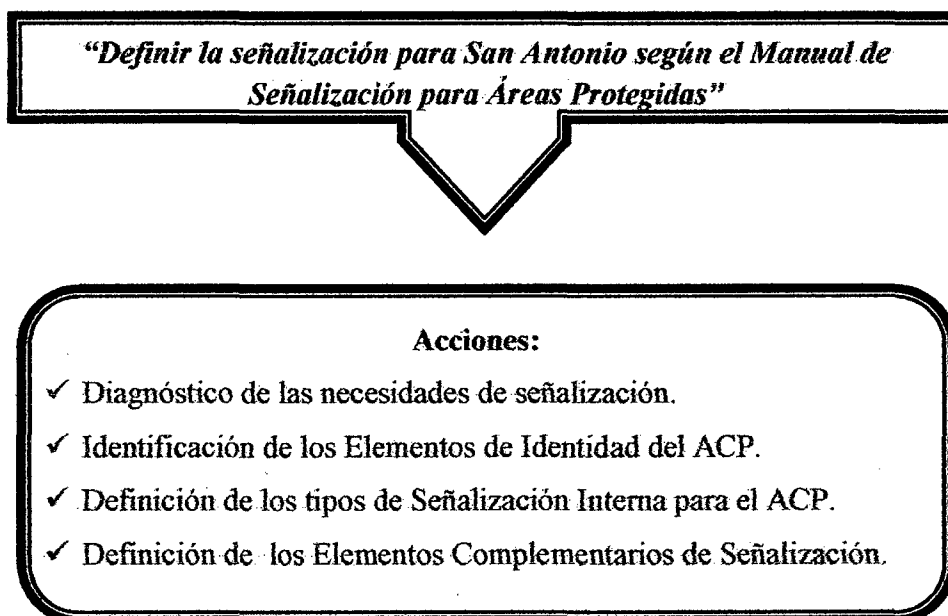 “Definir la señalización para San Antonio según el Manual de
Señalización para Áreas Protegidas”
Acciones:
✓ Diagnóstico de las necesidades de señalización.
✓ Identificación de los Elementos de Identidad del ACP.
✓ Definición de los tipos de Señalización Interna para el ACP.
✓ Definición de los Elementos Complementarios de Señalización.